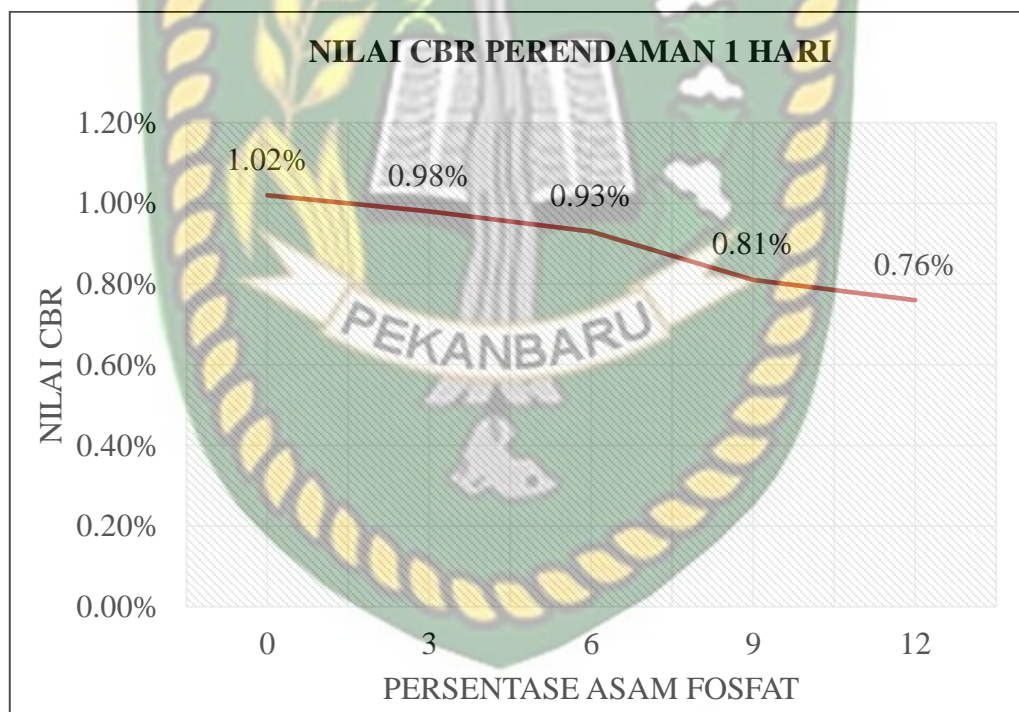 NILAI CBR PERENDAMAN 1 HARI
1.20%
1.00%
0.80%
0.60%
0.40%
0.20%
0.00%
NILAI CBR
1.02%
0.98%
0.93%
0.81%
0.76%
PEKANBARU
0 3 6 9 12
PERSENTASE ASAM FOSFAT